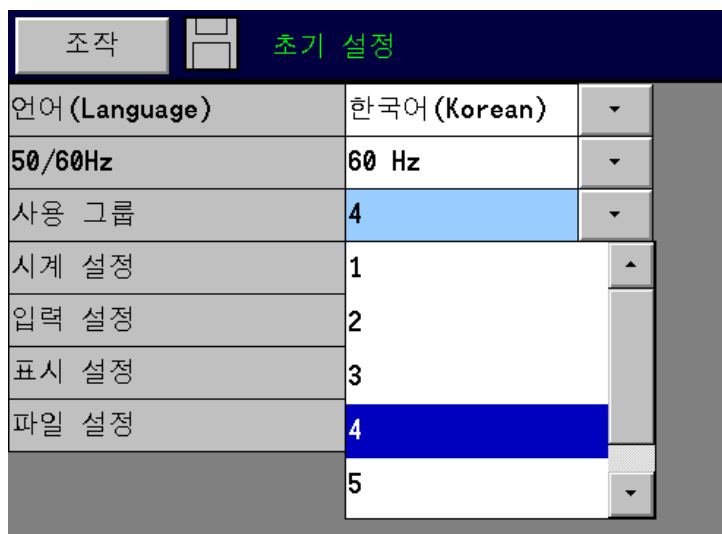 조작 초기 설정
언어(Language) 한국어(Korean)
50/60Hz 60 Hz
사용 그룹 4
시계 설정 1
입력 설정 2
표시 설정 3
파일 설정 4
5